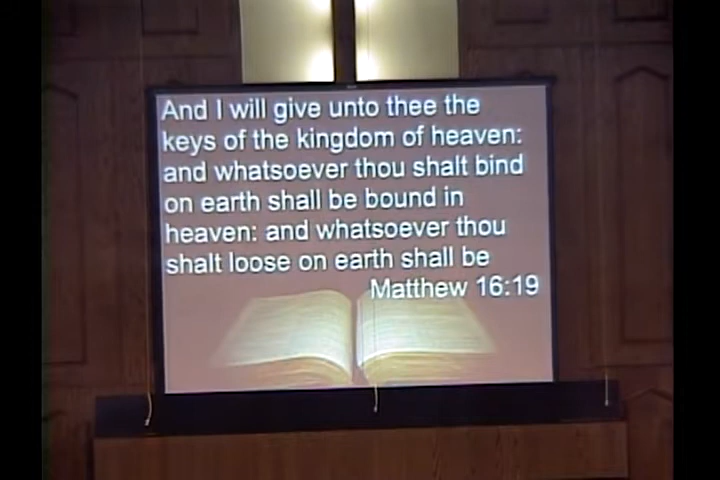 And I will give unto thee the
keys of the kingdom of heaven:
and whatsoever thou shalt bind
on earth shall be bound in
heaven: and whatsoever thou
shalt loose on earth shall be
Matthew 16:19